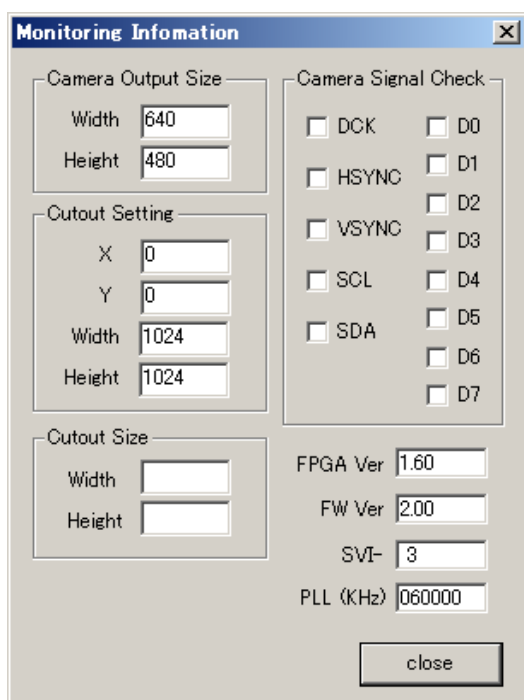 Monitoring Infomation
Camera Output Size
Width 640
Height 480
Cutout Setting
X 0
Y 0
Width 1024
Height 1024
Cutout Size
Width
Height
Camera Signal Check
DCK D0
D1
HSYNC
D2
VSYNC D3
SCL D4
D5
SDA
D6
D7
FPGA Ver 1.60
FW Ver 2.00
SVI- 3
PLL (KHz) 060000
close